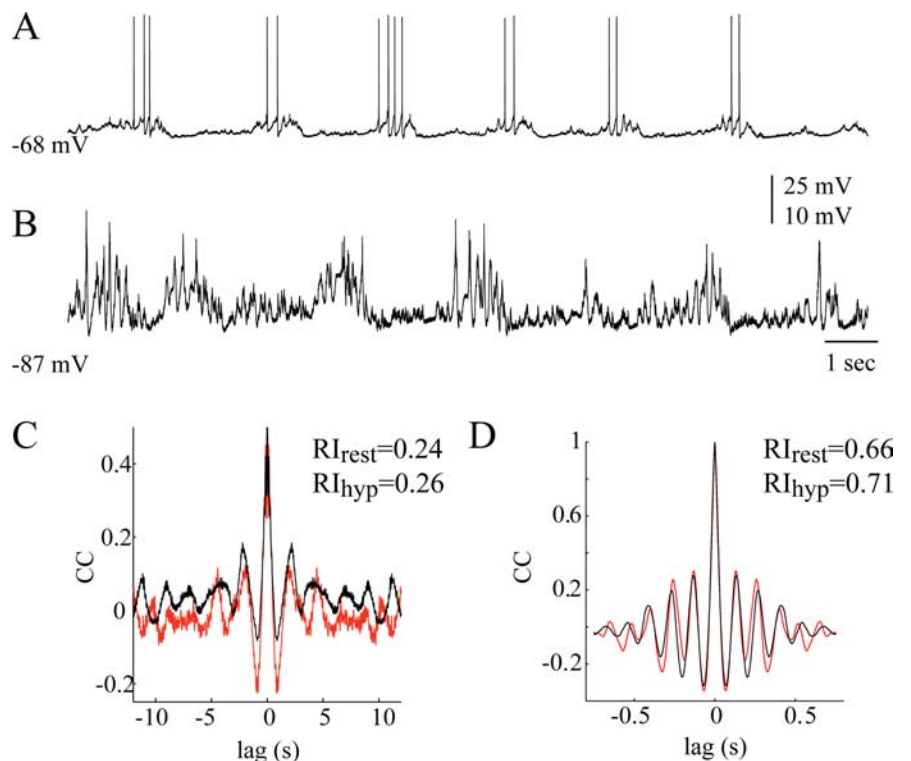 A
-68 mV
25 mV
10 mV
B
-87 mV
1 sec
C
RIrest=0.24
RIhyp=0.26
0.4
0.2
0
-0.2
CC
-10 -5 0 5 10
lag (s)
D
RIrest=0.66
RIhyp=0.71
1
0.6
0.2
-0.2
CC
-0.5 0 0.5
lag (s)